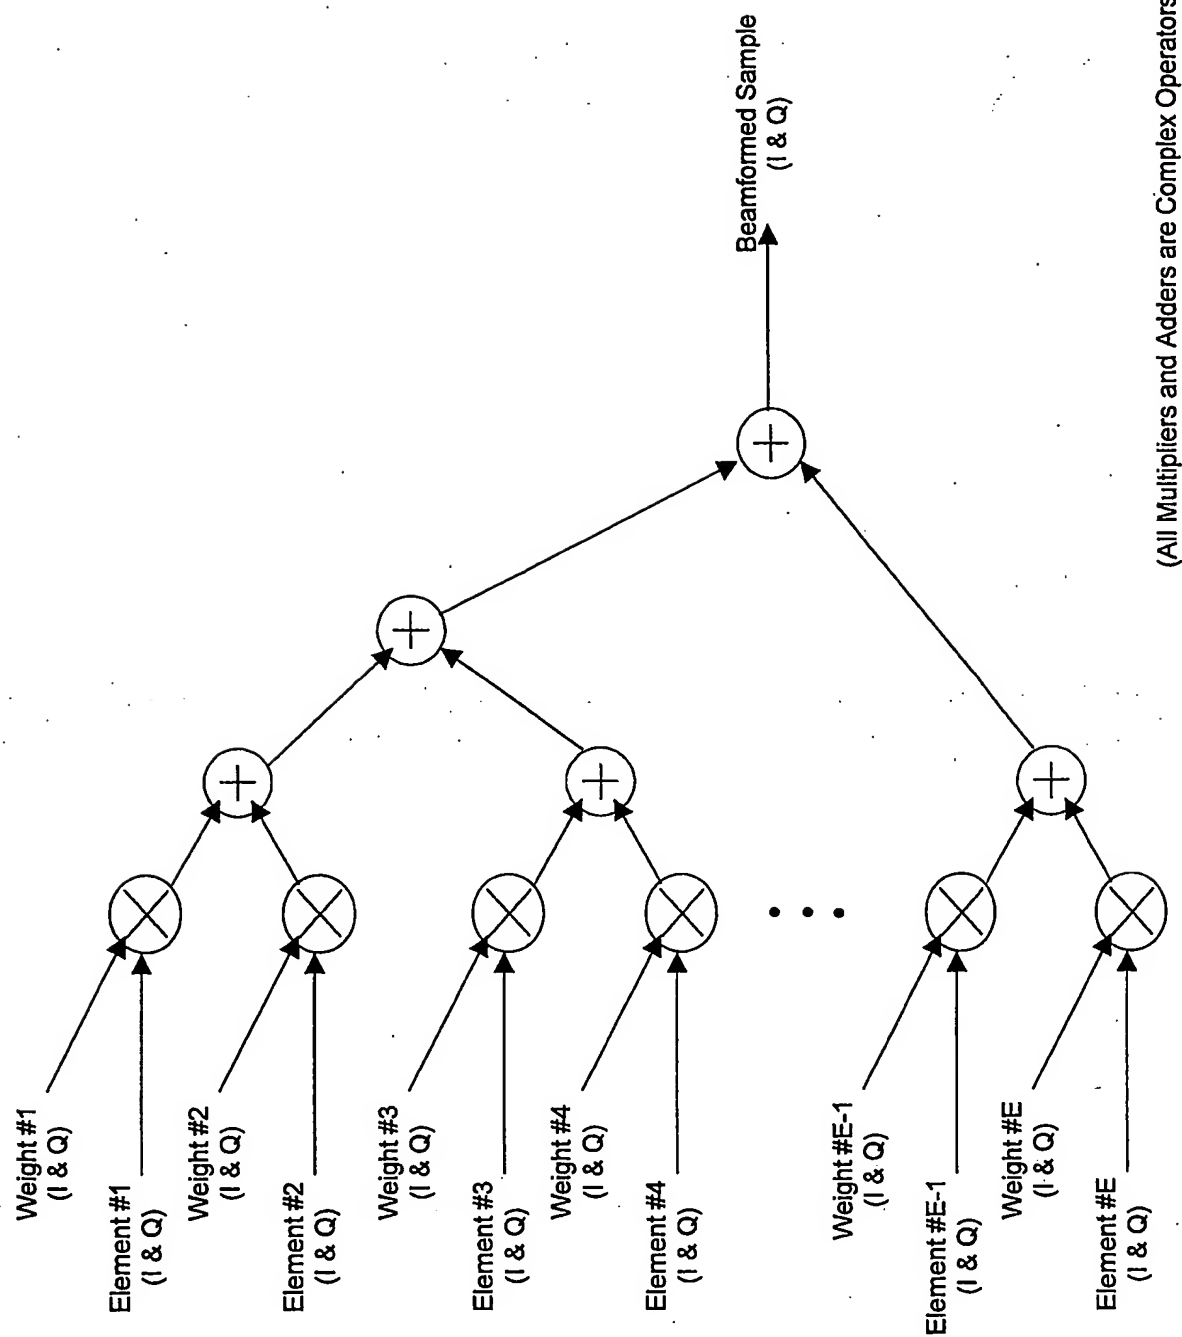 Weight #1
(I & Q)
Element #1
(I & Q)
Weight #2
(I & Q)
Element #2
(I & Q)
Weight #3
(I & Q)
Element #3
(I & Q)
Weight #4
(I & Q)
Element #4
(I & Q)
Weight #E-1
(I & Q)
Element #E-1
(I & Q)
Weight #E
(I & Q)
Element #E
(I & Q)
Beamformed Sample
(I & Q)
(All Multipliers and Adders are Complex Operators